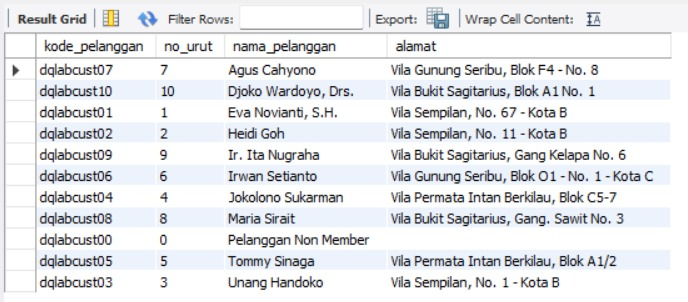 Result Grid Filter Rows: Export: Wrap Cell Content: IA
kode_pelanggan no_urut nama_pelanggan alamat
dqlabcust07 7 Agus Cahyono Vila Gunung Seribu, Blok F4 - No. 8
dqlabcust10 10 Djoko Wardoyo, Drs. Vila Bukit Sagitarius, Blok A1 No. 1
dqlabcust01 1 Eva Novianti, S.H. Vila Sempilan, No. 67 - Kota B
dqlabcust02 2 Heidi Goh Vila Sempilan, No. 11 - Kota B
dqlabcust09 9 Ir. Ita Nugraha Vila Bukit Sagitarius, Gang Kelapa No. 6
dqlabcust06 6 Irwan Setianto Vila Gunung Seribu, Blok O1 - No. 1 - Kota C
dqlabcust04 4 Jokolono Sukarman Vila Permata Intan Berkilau, Blok C5-7
dqlabcust08 8 Maria Sirait Vila Bukit Sagitarius, Gang. Sawit No. 3
dqlabcust00 0 Pelanggan Non Member
dqlabcust05 5 Tommy Sinaga Vila Permata Intan Berkilau, Blok A1/2
dqlabcust03 3 Unang Handoko Vila Sempilan, No. 1 - Kota B